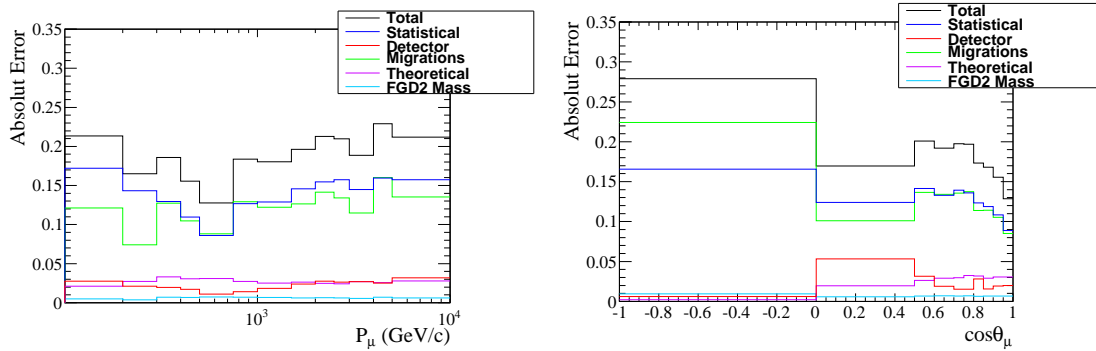 Absolut Error
0.35
0.3
0.25
0.2
0.15
0.1
0.05
0
10³
10⁴
Pμ (GeV/c)
Total
Statistical
Detector
Migrations
Theoretical
FGD2 Mass
Absolut Error
0.35
0.3
0.25
0.2
0.15
0.1
0.05
0
-1 -0.8 -0.6 -0.4 -0.2 0 0.2 0.4 0.6 0.8 1
cosθμ
Total
Statistical
Detector
Migrations
Theoretical
FGD2 Mass